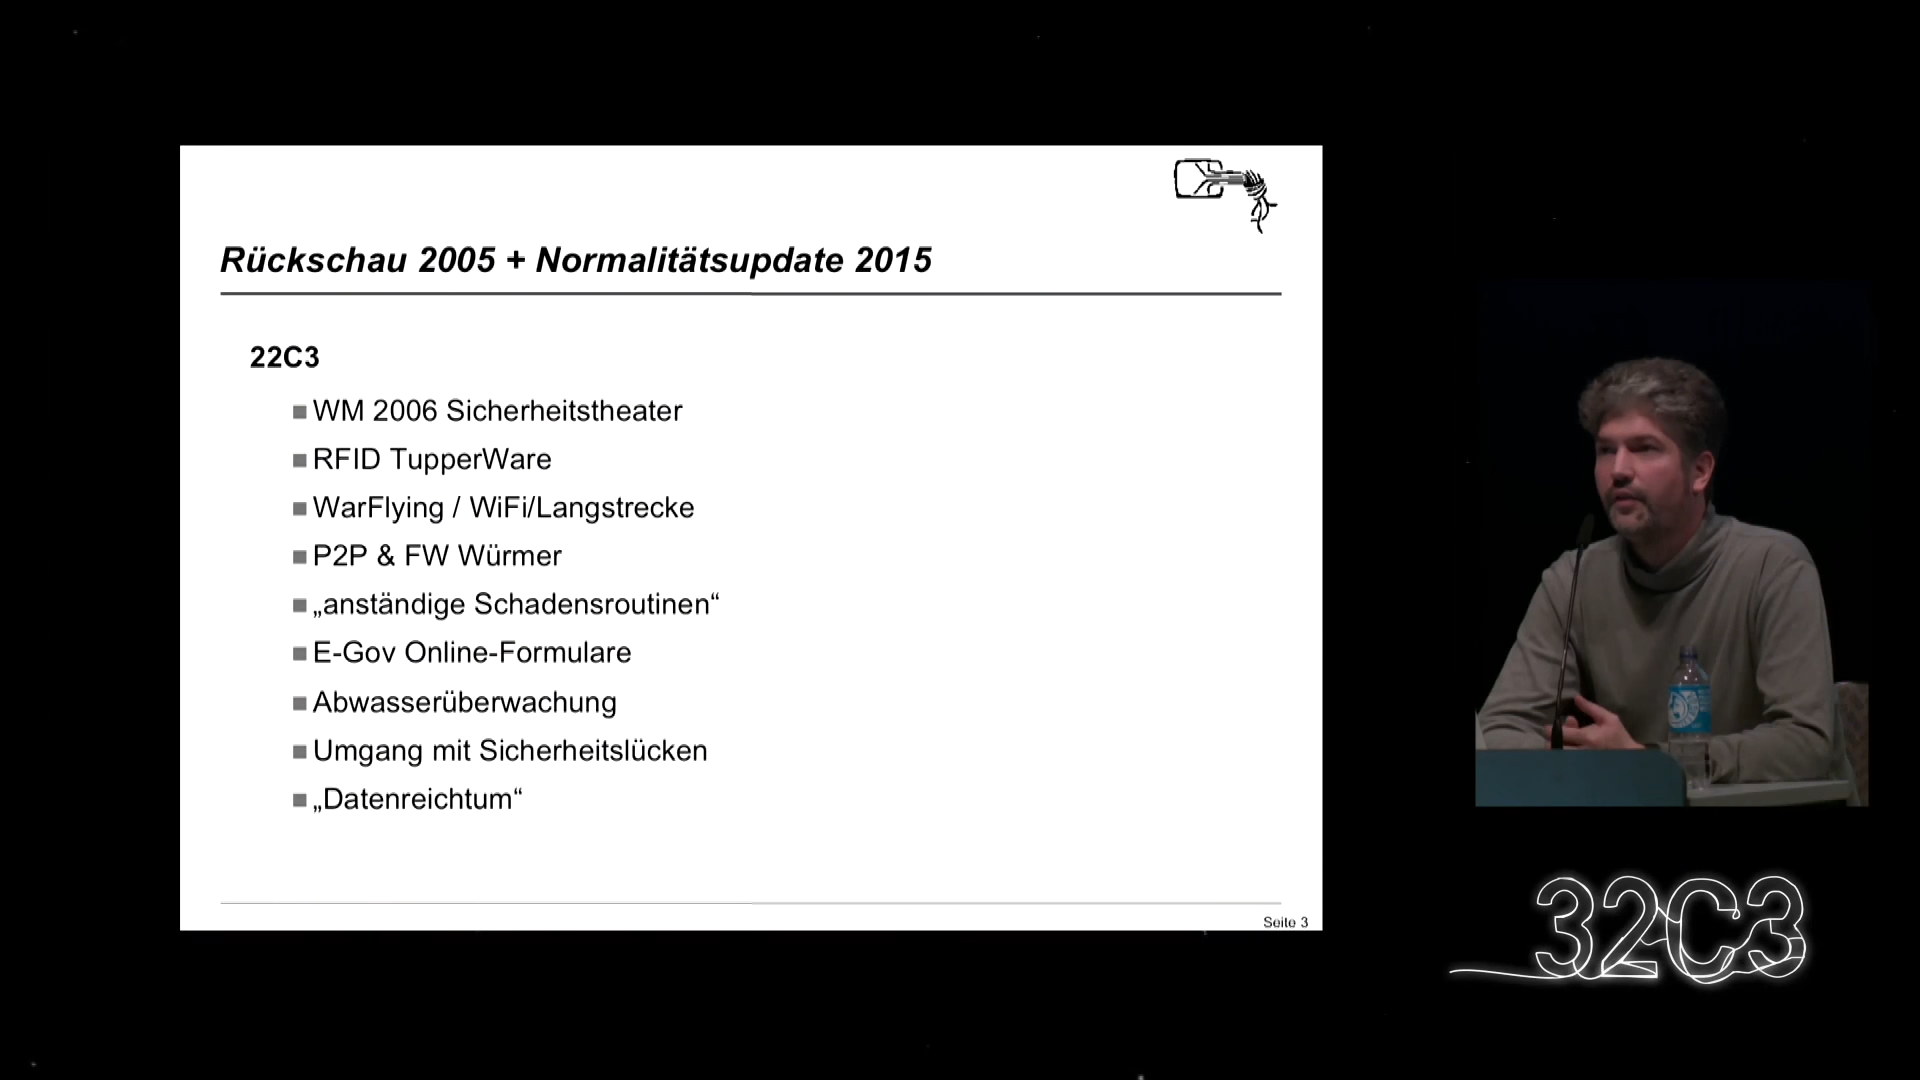 Rückschau 2005 + Normalitätsupdate 2015
22C3
WM 2006 Sicherheitstheater
RFID TupperWare
WarFlying / WiFi/Langstrecke
P2P & FW Würmer
„anständige Schadensroutinen“
E-Gov Online-Formulare
Abwasserüberwachung
Umgang mit Sicherheitslücken
„Datenreichtum“
Seite 3
32C3